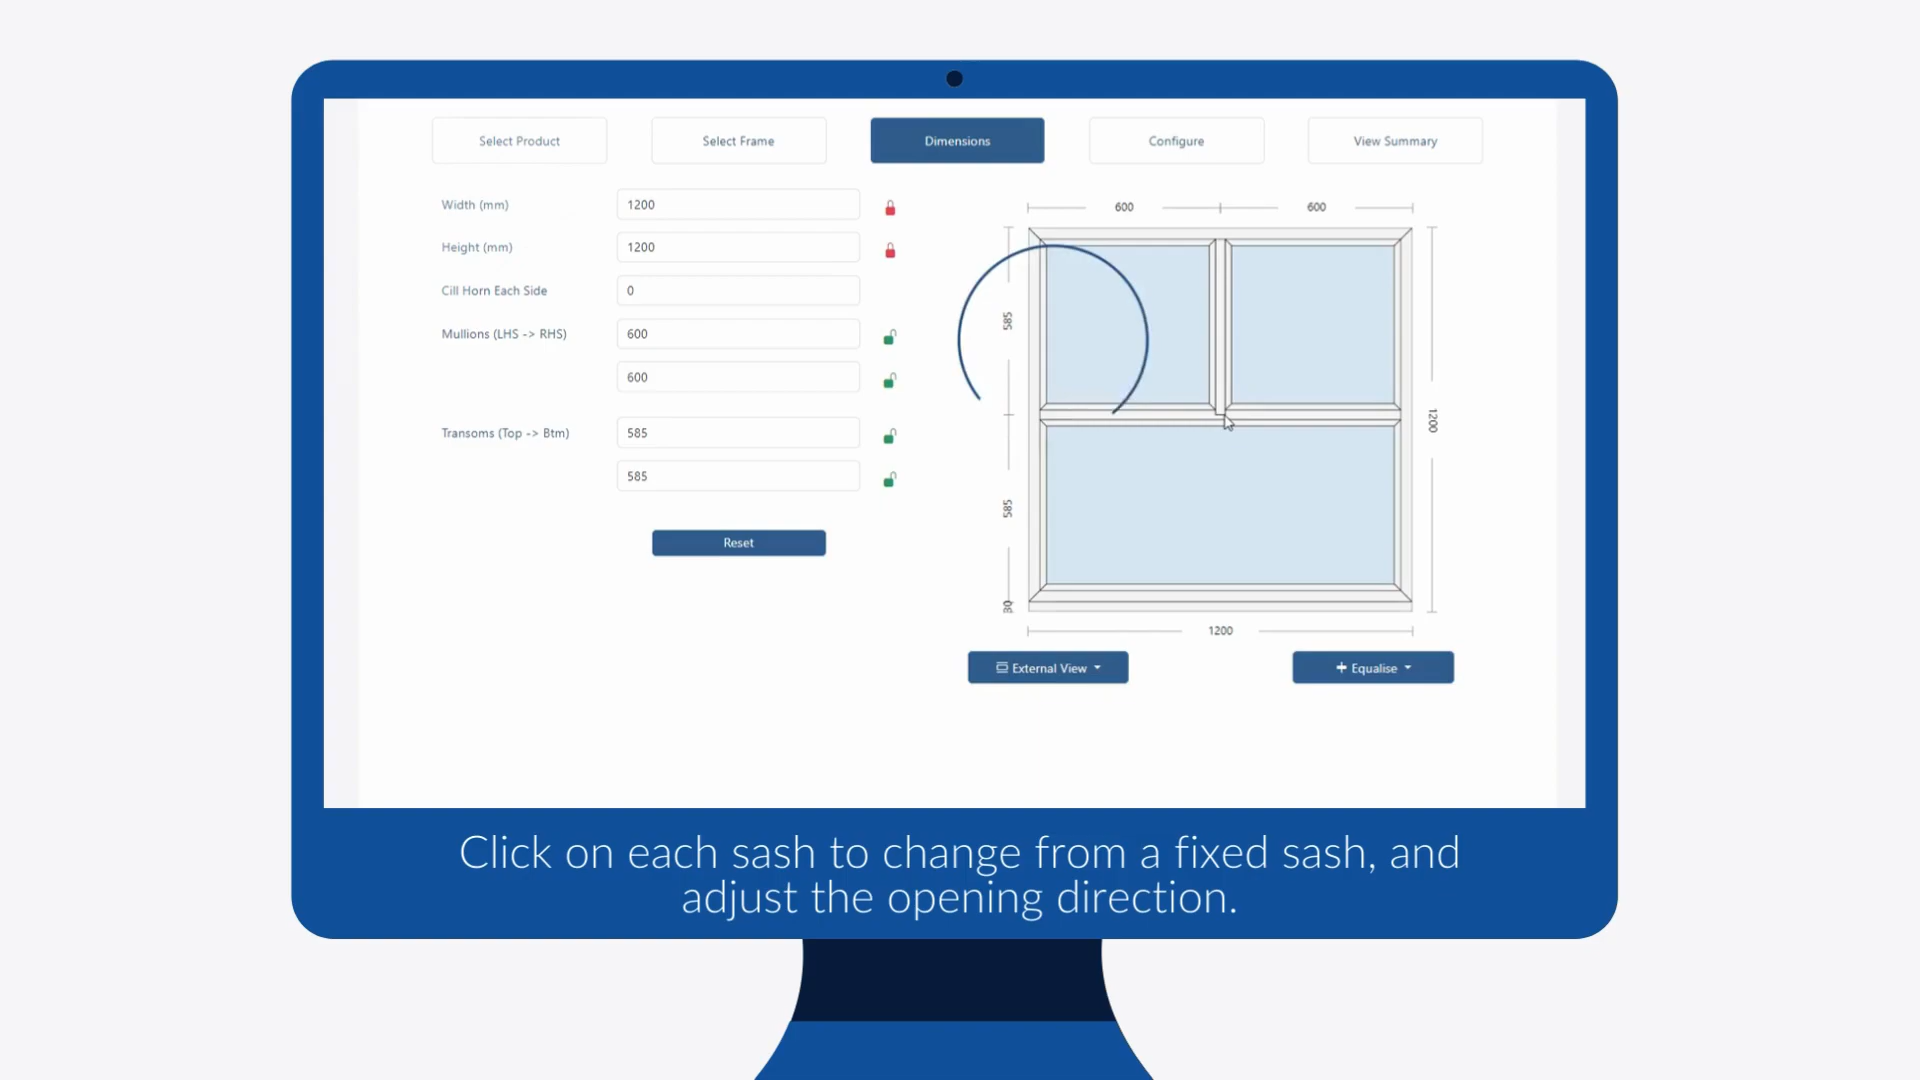 Select Product
Select Frame
Dimensions
Configure
View Summary
Width (mm)
1200
Height (mm)
1200
Cill Horn Each Side
0
Mullions (LHS -> RHS)
600
600
Transoms (Top -> Btm)
585
585
Reset
600
600
585
1200
585
30
1200
External View
Equalise
Click on each sash to change from a fixed sash, and
adjust the opening direction.